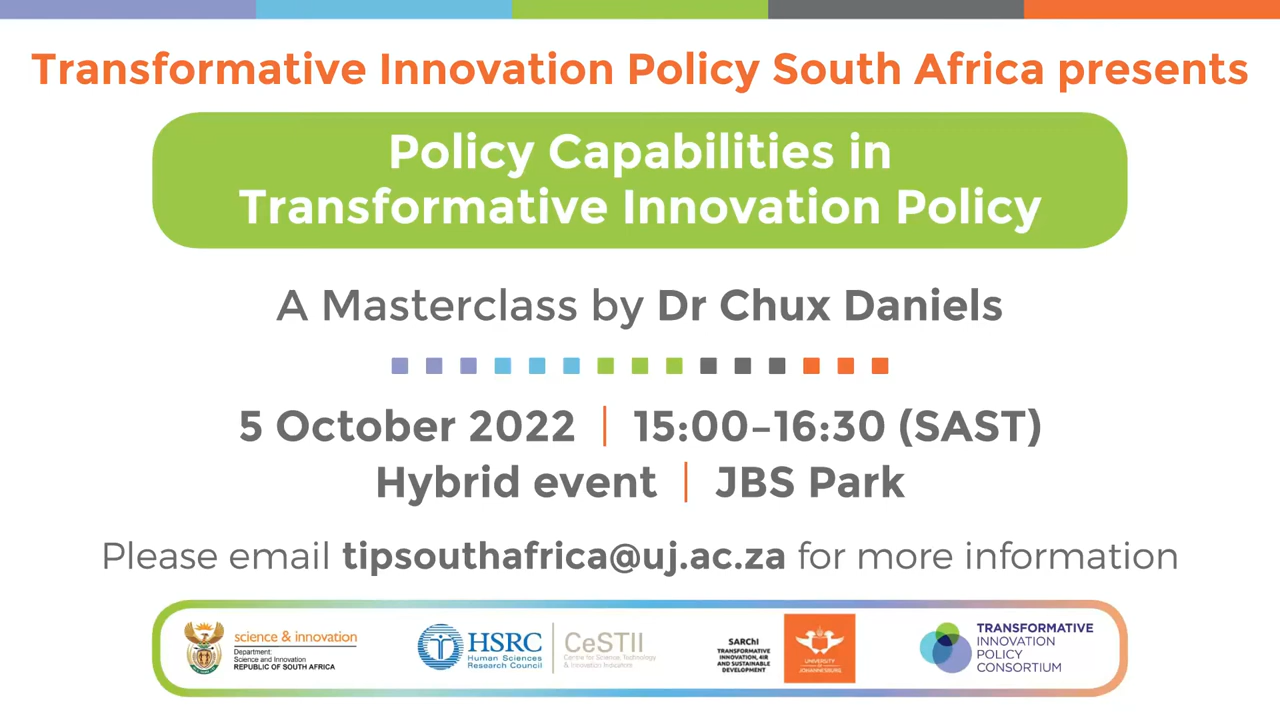 Transformative Innovation Policy South Africa presents
Policy Capabilities in
Transformative Innovation Policy
A Masterclass by Dr Chux Daniels
5 October 2022 | 15:00–16:30 (SAST)
Hybrid event | JBS Park
Please email tipsouthafrica@uj.ac.za for more information
science & innovation
Department:
Science and Innovation
REPUBLIC OF SOUTH AFRICA
HSRC
Human Sciences
Research Council
CeSTII
Centre for Science, Technology
& Innovation Indicators
SARChI
TRANSFORMATIVE
INNOVATION, 4IR
AND SUSTAINABLE
DEVELOPMENT
UNIVERSITY
OF
JOHANNESBURG
TRANSFORMATIVE
INNOVATION
POLICY
CONSORTIUM